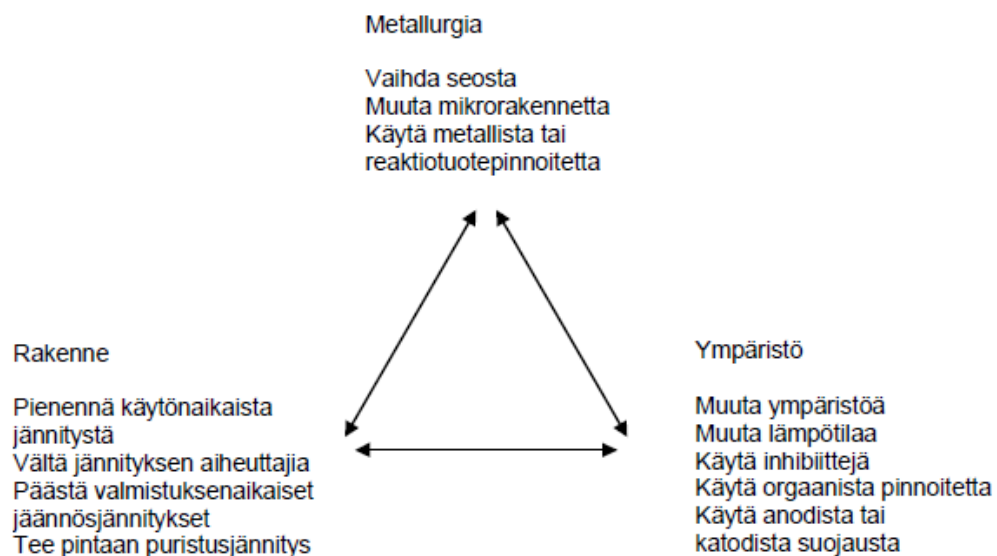 Metallurgia
Vaihda seosta
Muuta mikrorakennetta
Käytä metallista tai
reaktiotuotepinnoitetta
Rakenne
Pienennä käytönaikaista
jännitystä
Vältä jännityksen aiheuttajia
Päästä valmistuksenaikaiset
jäännösjännitykset
Tee pintaan puristusjännitys
Ympäristö
Muuta ympäristöä
Muuta lämpötilaa
Käytä inhibiittejä
Käytä orgaanista pinnoitetta
Käytä anodista tai
katodista suojausta